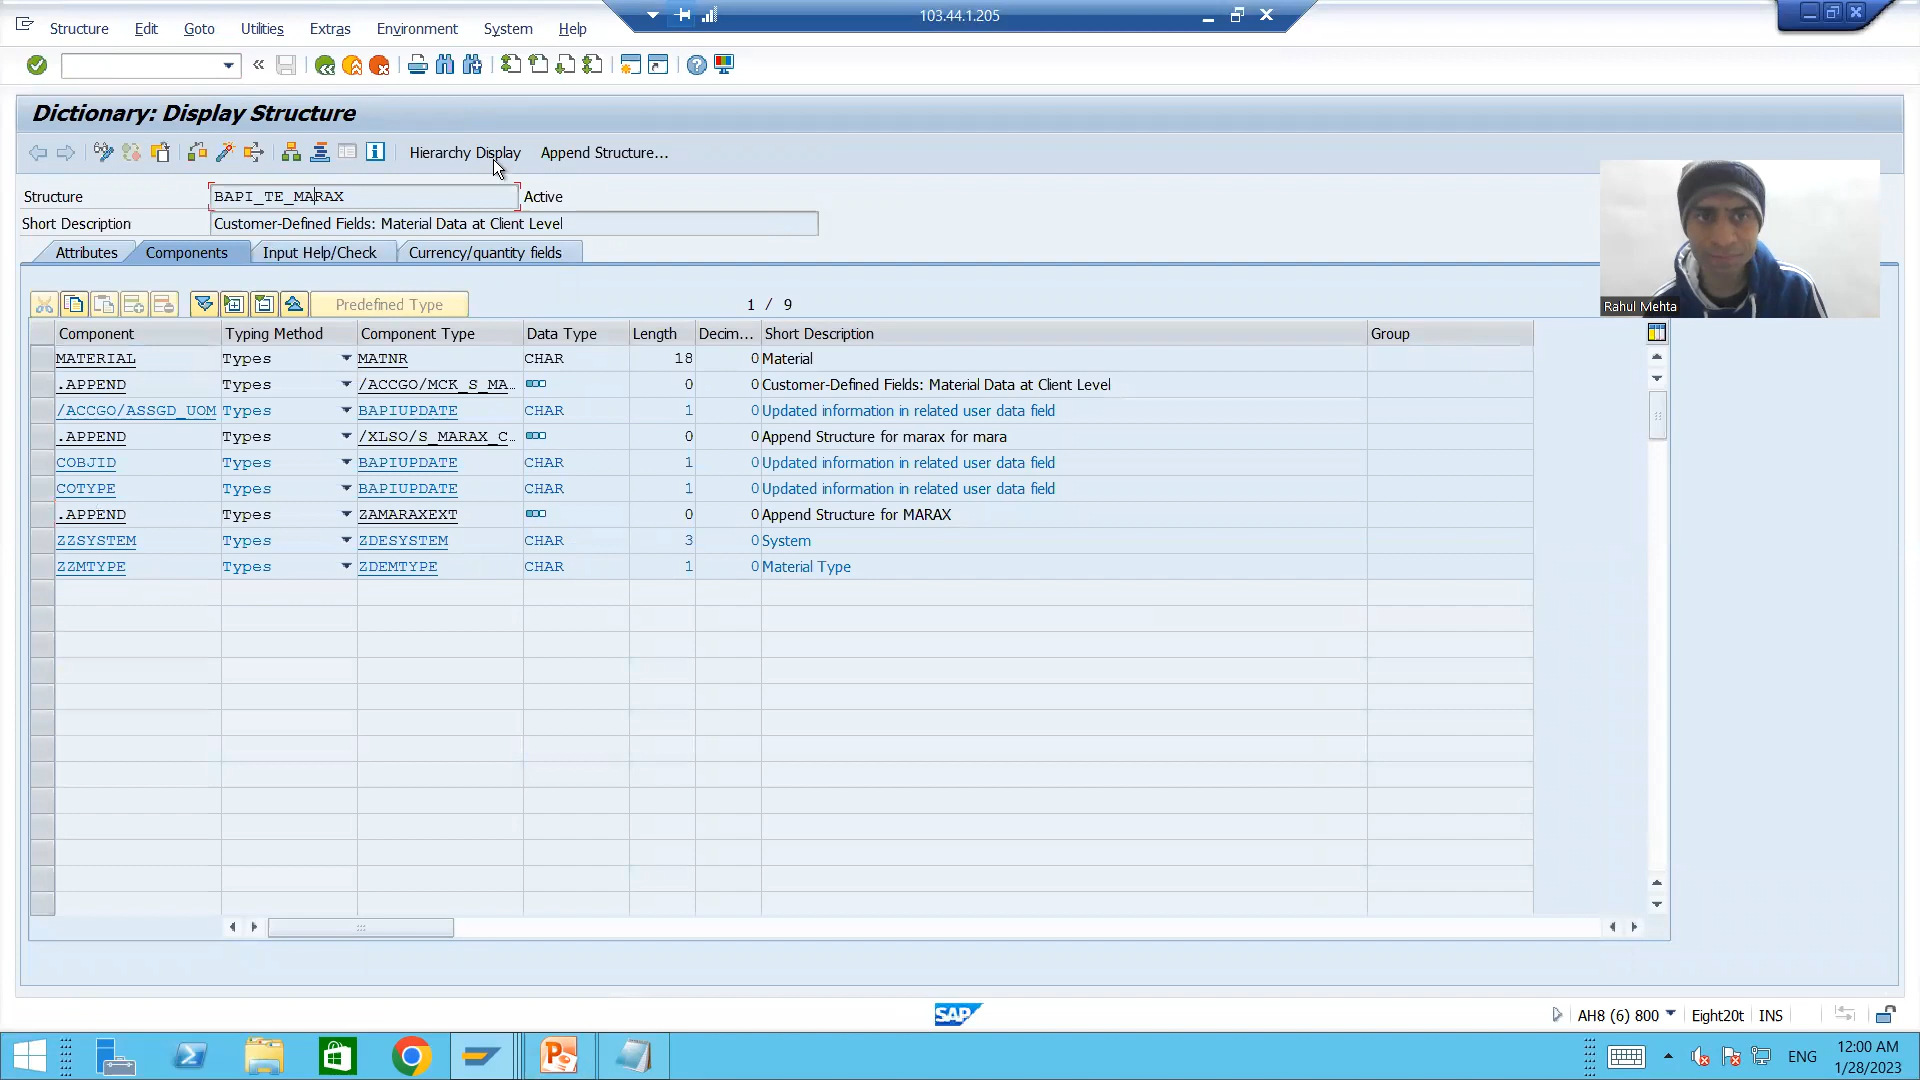 103.44.1.205
Structure Edit Goto Utilities Extras Environment System Help
Dictionary: Display Structure
Hierarchy Display Append Structure...
Structure BAPI_TE_MARAX Active
Short Description Customer-Defined Fields: Material Data at Client Level
Attributes Components Input Help/Check Currency/quantity fields
Predefined Type 1 / 9
Rahul Mehta
Component Typing Method Component Type Data Type Length Decim... Short Description Group
MATERIAL Types MATNR CHAR 18 0 Material
.APPEND Types /ACCGO/MCK_S_MA… 0 0 Customer-Defined Fields: Material Data at Client Level
/ACCGO/ASSGD_UOM Types BAPIUPDATE CHAR 1 0 Updated information in related user data field
.APPEND Types /XLSO/S_MARAX_C… 0 0 Append Structure for marax for mara
COBJID Types BAPIUPDATE CHAR 1 0 Updated information in related user data field
COTYPE Types BAPIUPDATE CHAR 1 0 Updated information in related user data field
.APPEND Types ZAMARAXEXT 0 0 Append Structure for MARAX
ZZSYSTEM Types ZDESYSTEM CHAR 3 0 System
ZZMTYPE Types ZDEMTYPE CHAR 1 0 Material Type
SAP
AH8 (6) 800 Eight20t INS
ENG
12:00 AM
1/28/2023